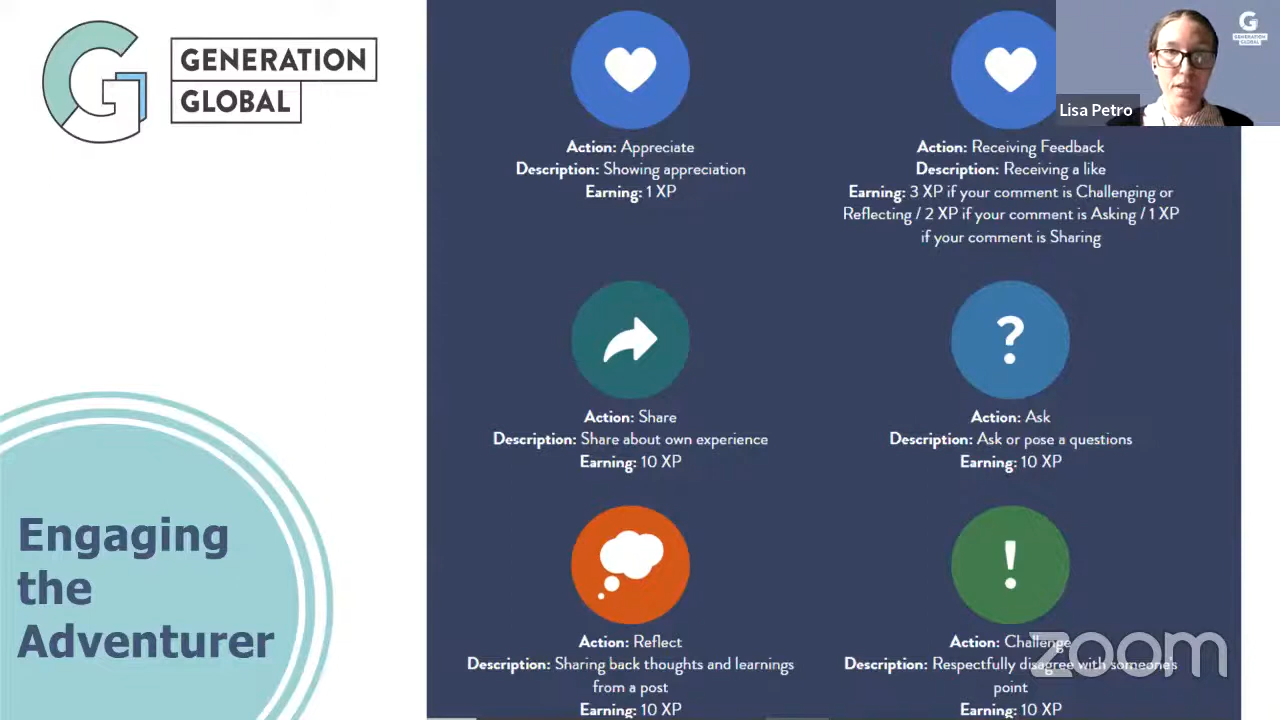 GENERATION
GLOBAL
Engaging
the
Adventurer
Action: Appreciate
Description: Showing appreciation
Earning: 1 XP
Action: Receiving Feedback
Description: Receiving a like
Earning: 3 XP if your comment is Challenging or
Reflecting / 2 XP if your comment is Asking / 1 XP
if your comment is Sharing
Action: Share
Description: Share about own experience
Earning: 10 XP
?
Action: Ask
Description: Ask or pose a questions
Earning: 10 XP
Action: Reflect
Description: Sharing back thoughts and learnings
from a post
Earning: 10 XP
!
Action: Challenge
Description: Respectfully disagree with someone's
point
Earning: 10 XP
G
GENERATION
GLOBAL
Lisa Petro
zoom